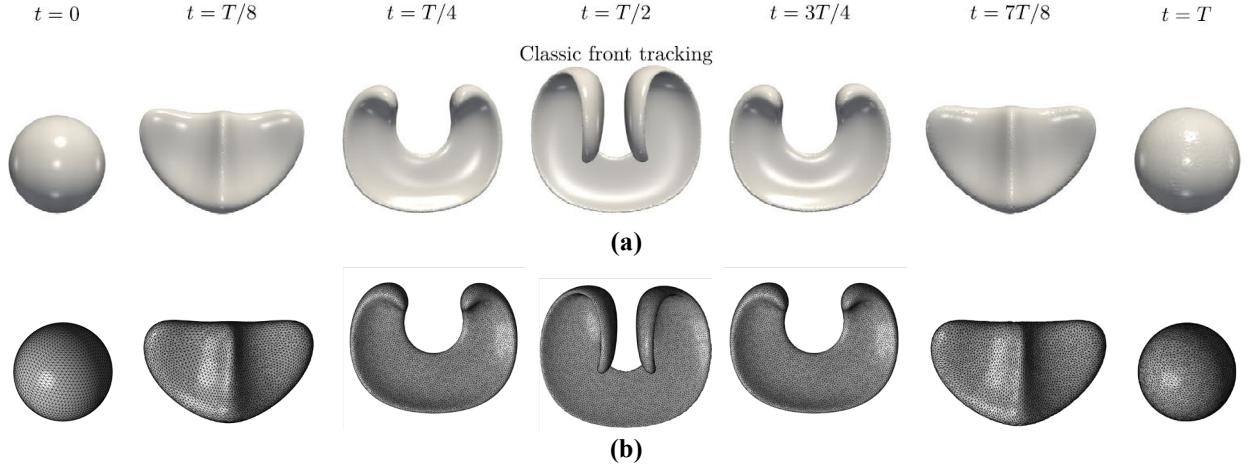 t = 0 t = T/8 t = T/4 t = T/2 t = 3T/4 t = 7T/8 t = T
Classic front tracking
(a)
(b)